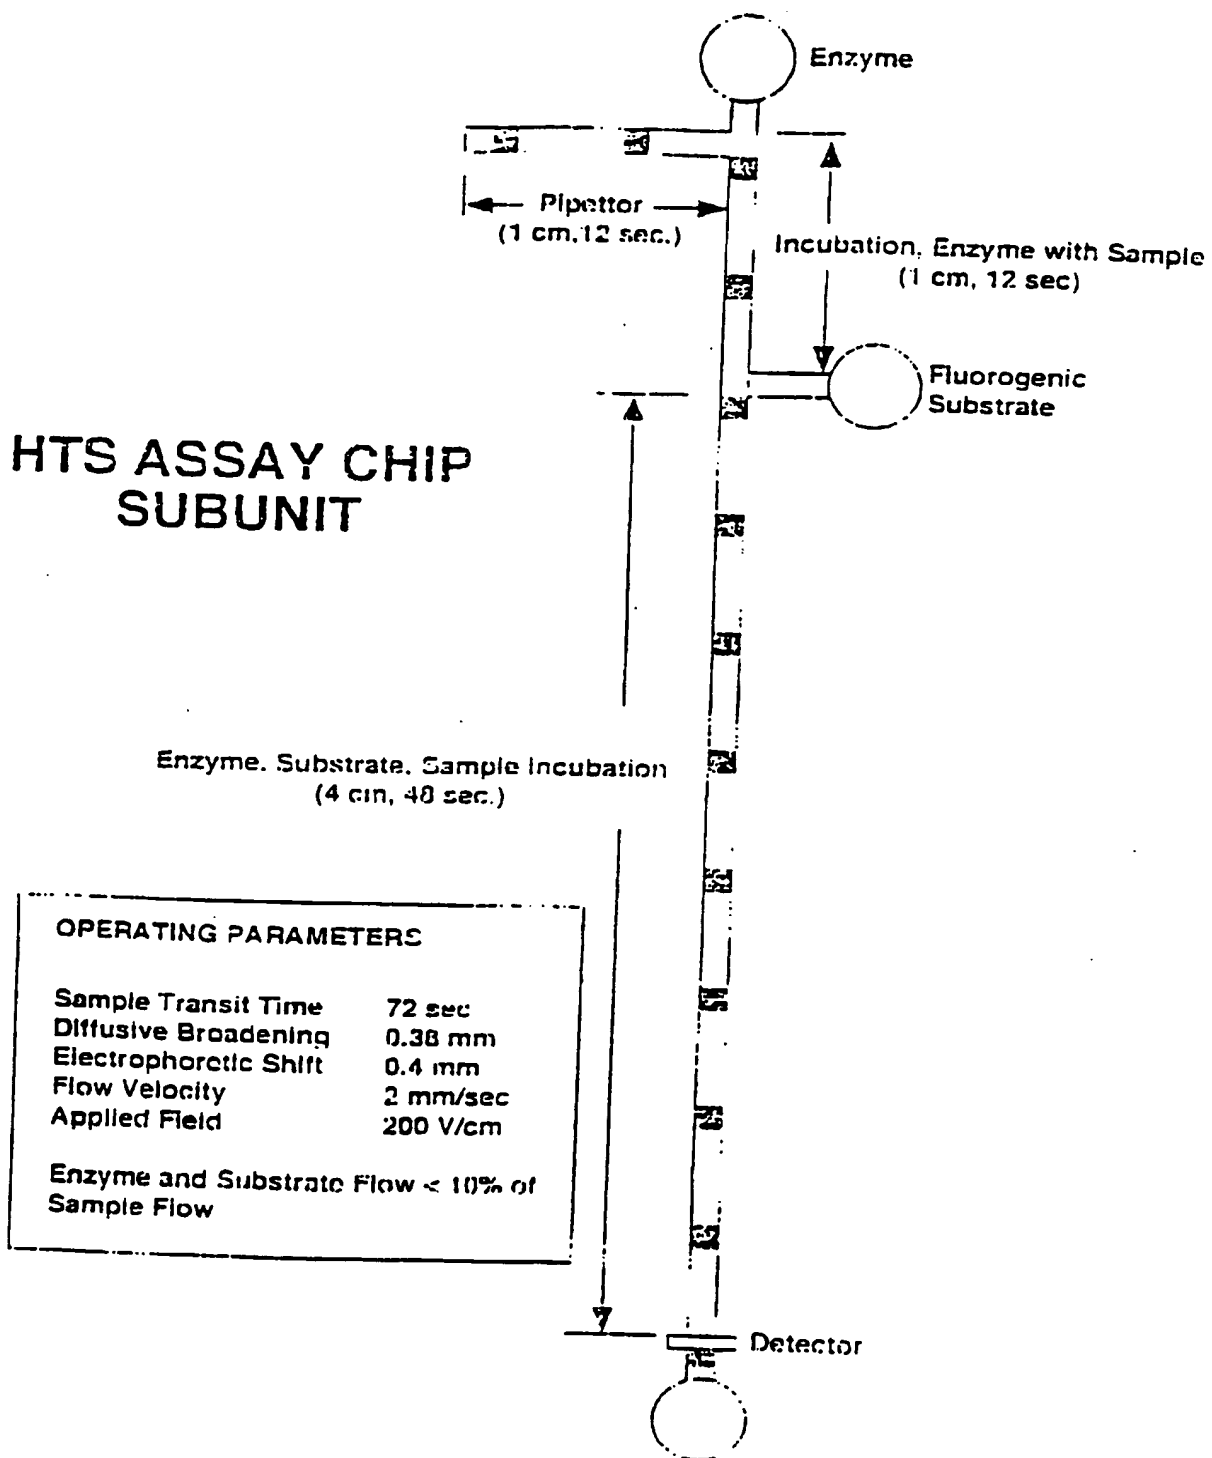 Enzyme
Pipettor
(1 cm,12 sec.)
Incubation, Enzyme with Sample
(1 cm, 12 sec)
Fluorogenic
Substrate
HTS ASSAY CHIP
SUBUNIT
Enzyme. Substrate. Sample Incubation
(4 cm, 48 sec.)
OPERATING PARAMETERS
Sample Transit Time 72 sec
Diffusive Broadening 0.38 mm
Electrophoretic Shift 0.4 mm
Flow Velocity 2 mm/sec
Applied Field 200 V/cm
Enzyme and Substrate Flow < 10% of
Sample Flow
Detector